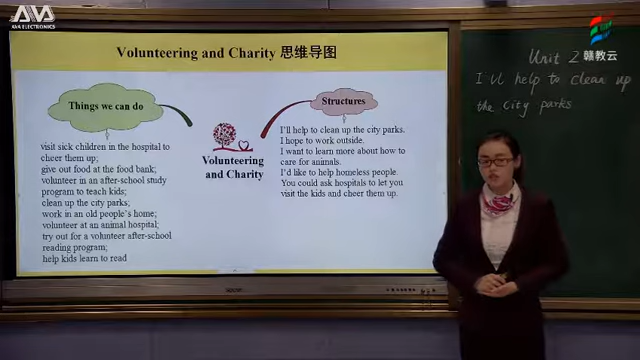 AVA
AVA ELECTRONICS
赣教云
Volunteering and Charity 思维导图
Things we can do
visit sick children in the hospital to
cheer them up;
give out food at the food bank;
volunteer in an after-school study
program to teach kids;
clean up the city parks;
work in an old people's home;
volunteer at an animal hospital;
try out for a volunteer after-school
reading program;
help kids learn to read
Volunteering
and Charity
Structures
I'll help to clean up the city parks.
I hope to work outside.
I want to learn more about how to
care for animals.
I'd like to help homeless people.
You could ask hospitals to let you
visit the kids and cheer them up.
Unit 2
I'll help to clean up
the city parks